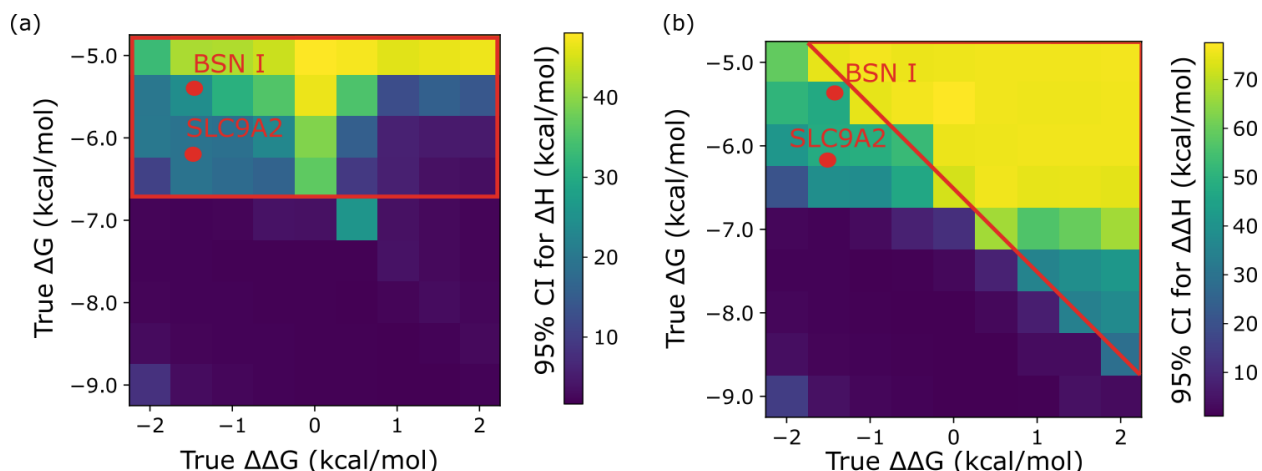 (a)
BSN I
SLC9A2
−5.0
−6.0
−7.0
−8.0
−9.0
True ΔG (kcal/mol)
−2
−1
0
1
2
True ΔΔG (kcal/mol)
40
30
20
10
95% CI for ΔH (kcal/mol)
(b)
BSN I
SLC9A2
−5.0
−6.0
−7.0
−8.0
−9.0
True ΔG (kcal/mol)
−2
−1
0
1
2
True ΔΔG (kcal/mol)
70
60
50
40
30
20
10
95% CI for ΔΔH (kcal/mol)